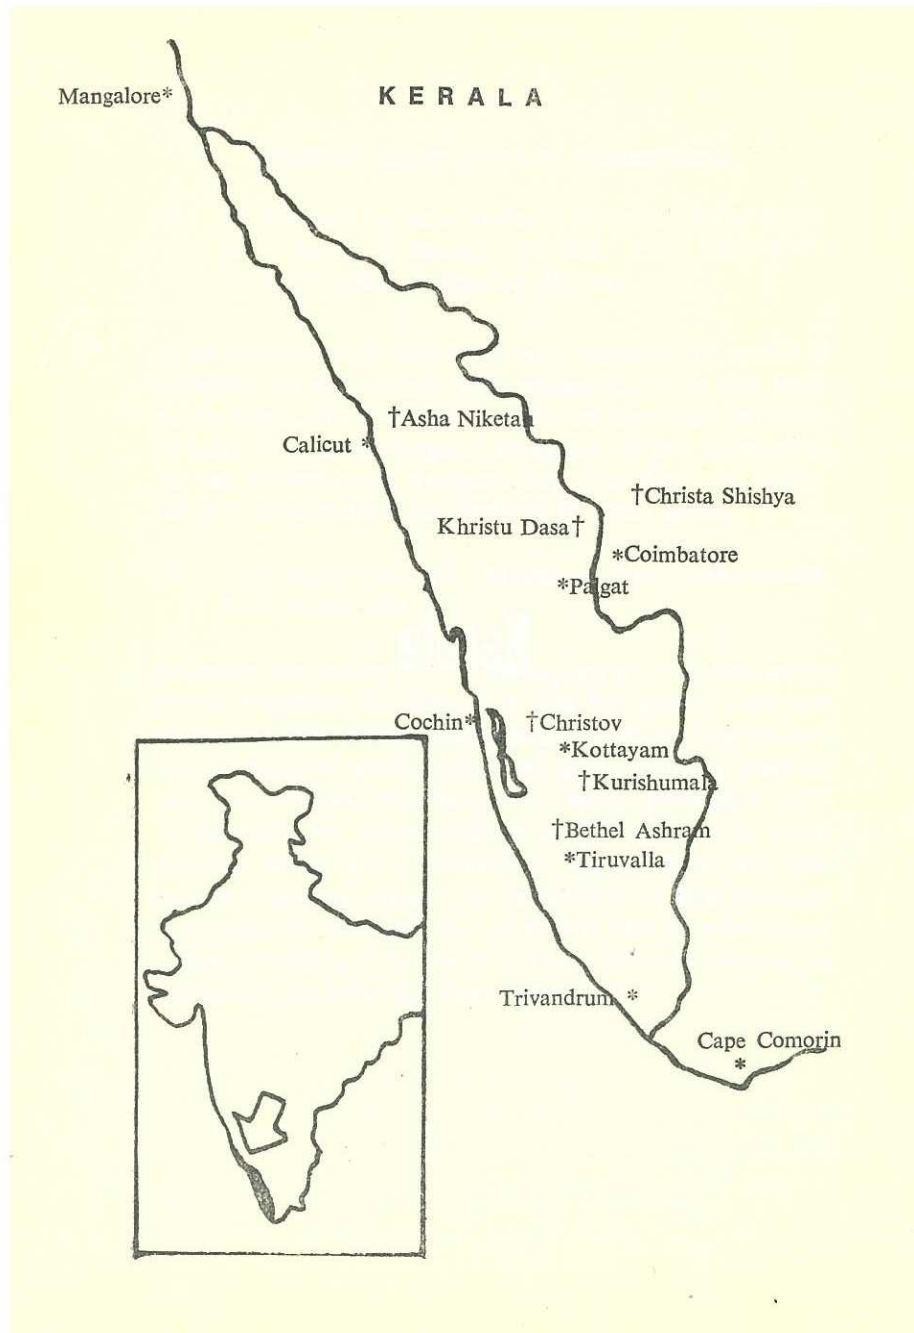 KERALA
Mangalore*
†Asha Niketan
Calicut *
†Christa Shishya
Khristu Dasa†
*Coimbatore
*Palgat
Cochin*
†Christov
*Kottayam
†Kurishumala
†Bethel Ashram
*Tiruvalla
Trivandrum *
Cape Comorin
*